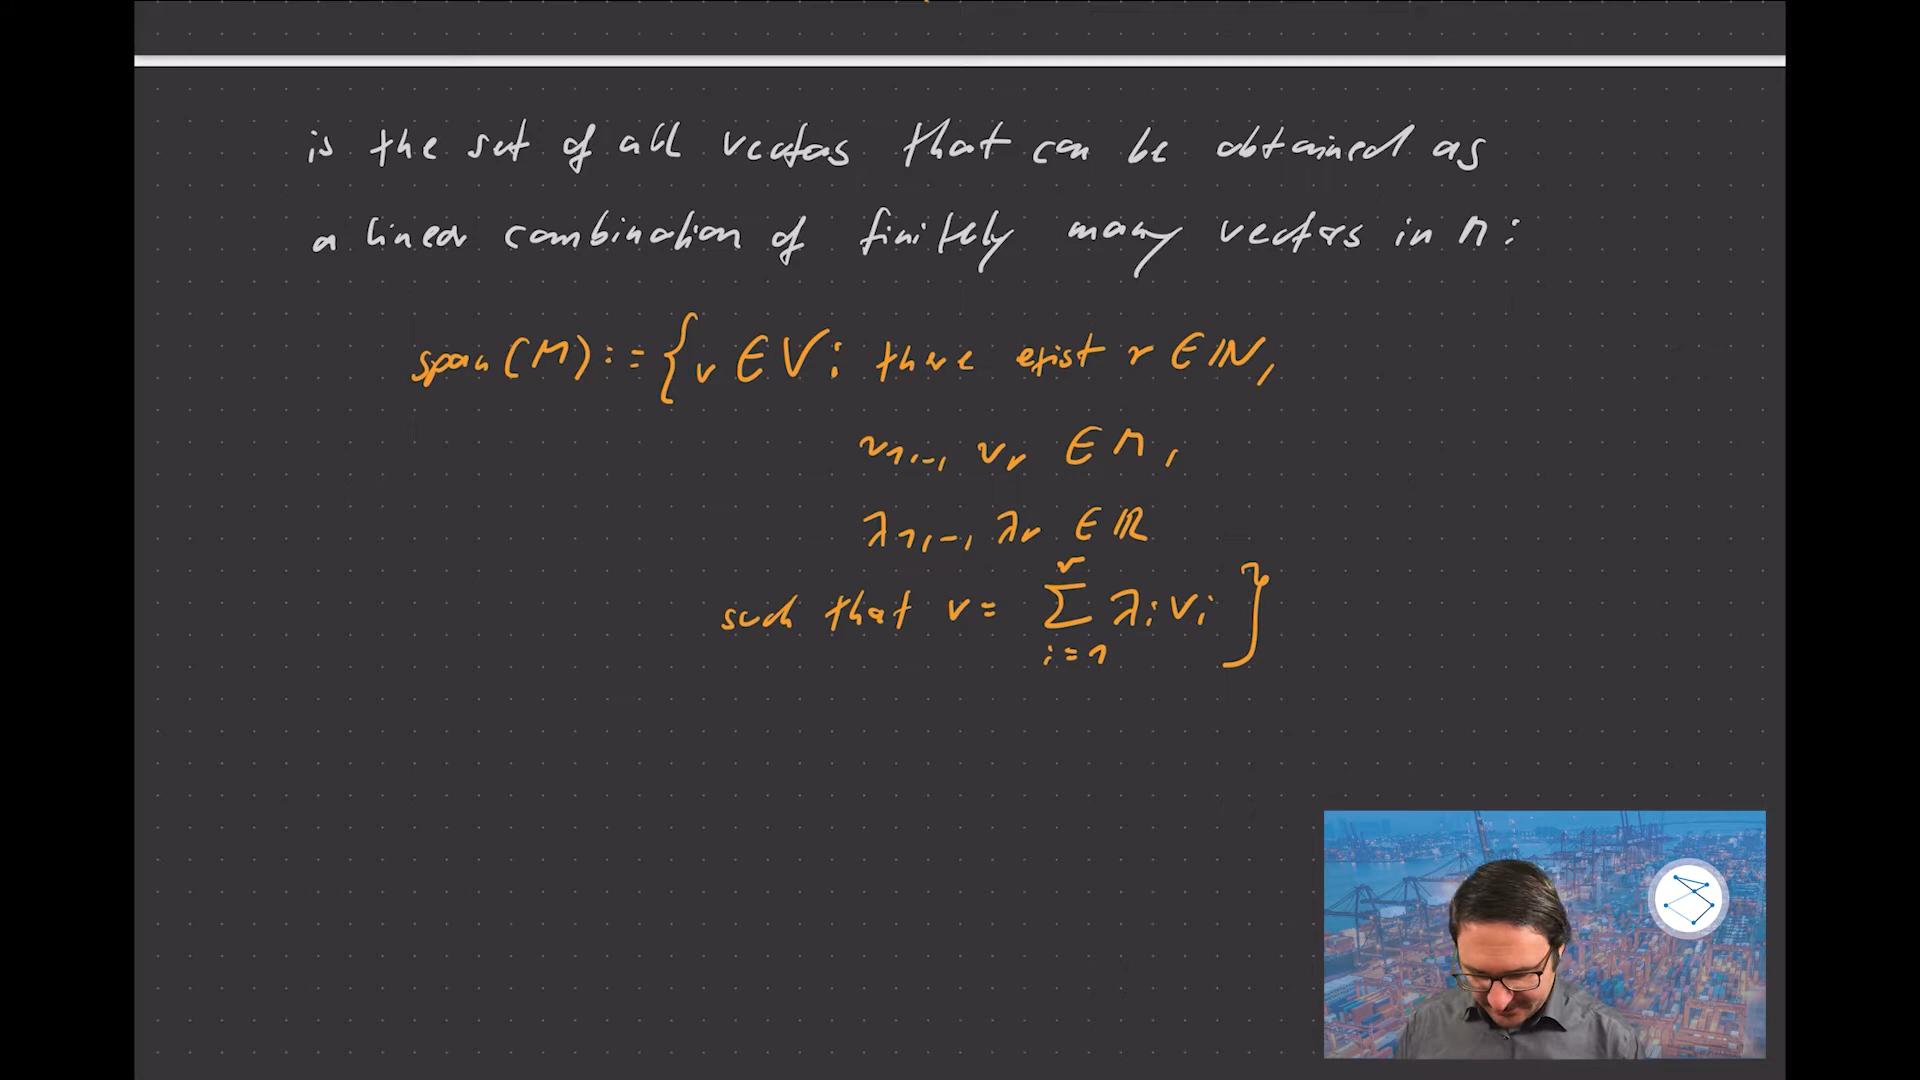 is the set of all vectors that can be obtained as
a linear combination of finitely many vectors in M:
span(M) := { v ∈ V : there exist r ∈ ℕ,
v₁,..., vᵣ ∈ M,
λ₁,..., λᵣ ∈ ℝ
such that v = ∑ᵢ₌₁ʳ λᵢ vᵢ }